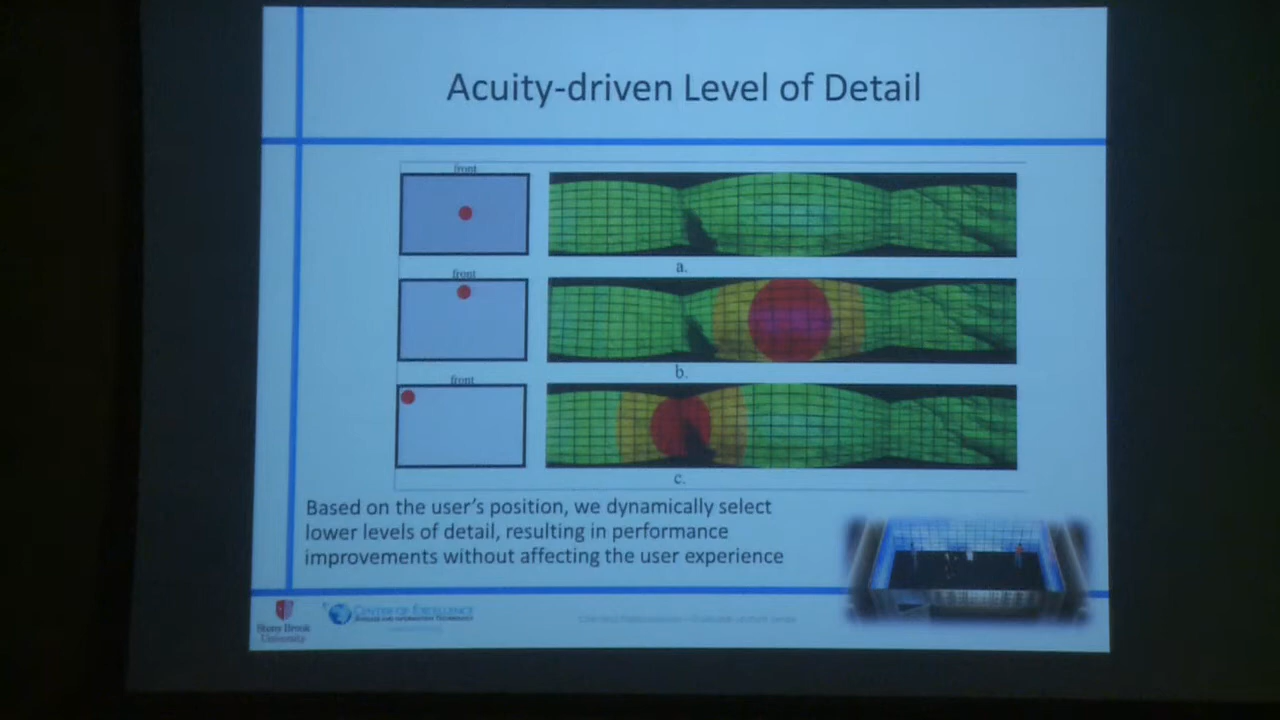 Acuity-driven Level of Detail
front
a.
front
b.
front
c.
Based on the user's position, we dynamically select
lower levels of detail, resulting in performance
improvements without affecting the user experience
Stony Brook
University
CENTER OF EXCELLENCE